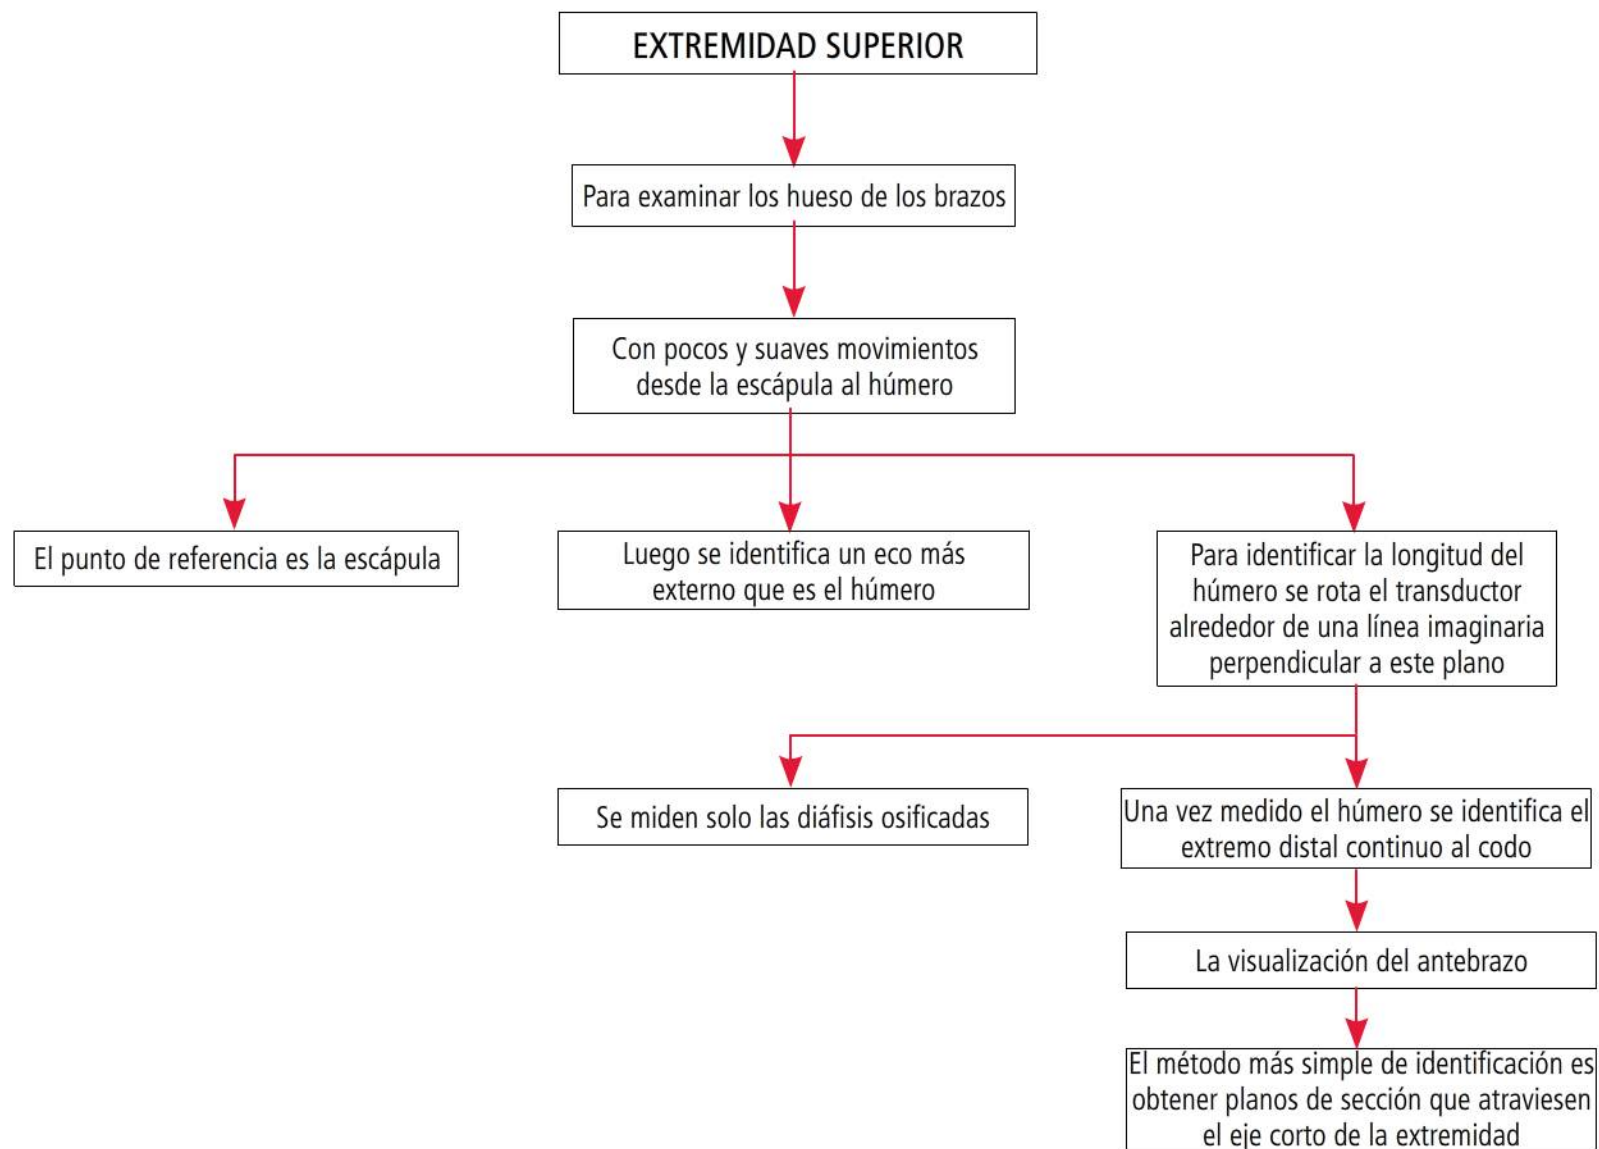 EXTREMIDAD SUPERIOR
Para examinar los hueso de los brazos
Con pocos y suaves movimientos
desde la escápula al húmero
El punto de referencia es la escápula
Luego se identifica un eco más
externo que es el húmero
Para identificar la longitud del
húmero se rota el transductor
alrededor de una línea imaginaria
perpendicular a este plano
Se miden solo las diáfisis osificadas
Una vez medido el húmero se identifica el
extremo distal continuo al codo
La visualización del antebrazo
El método más simple de identificación es
obtener planos de sección que atraviesen
el eje corto de la extremidad